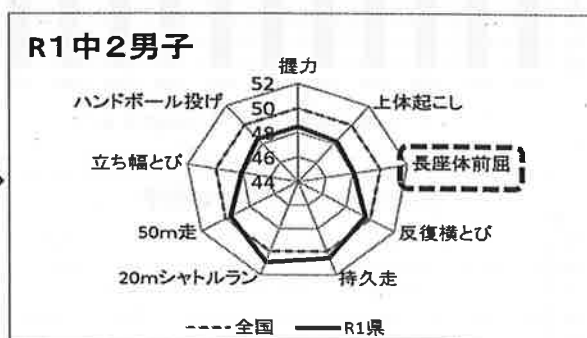 R1中2男子
握力
52
50
48
46
44
上体起こし
長座体前屈
反復横とび
持久走
20mシャトルラン
50m走
立ち幅とび
ハンドボール投げ
全国
R1県